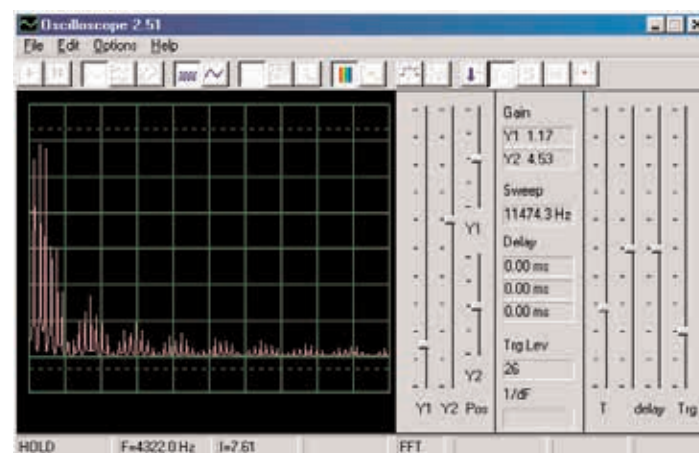 Oscilloscope 2.51
File Edit Options Help
Gain
Y1 1.17
Y2 4.53
Sweep
11474.3 Hz
Delay
0.00 ms
0.00 ms
0.00 ms
Trg.Lev
26
1/dF
Y1
Y2
Y1 Y2 Pos
T delay Trg
HOLD F=4322.0 Hz I=7.61 FFT